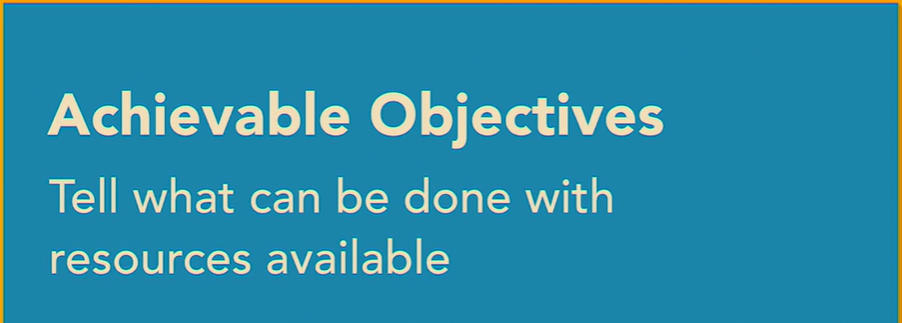 Achievable Objectives
Tell what can be done with
resources available